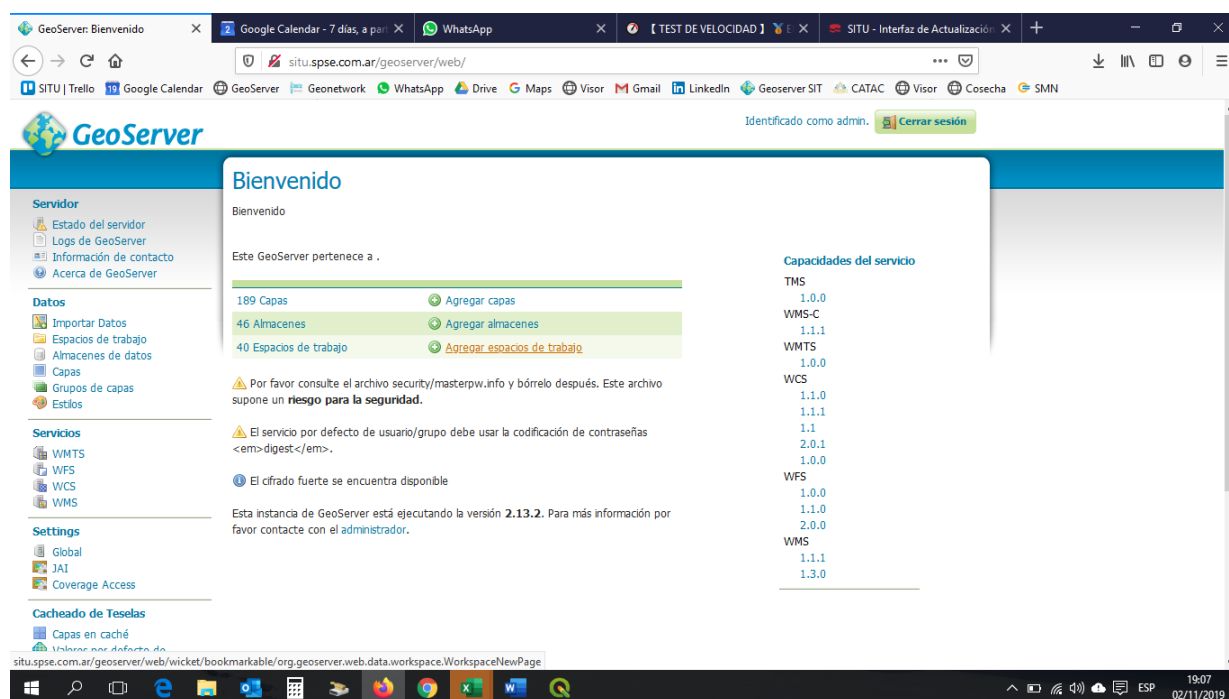 GeoServer: Bienvenido
2 Google Calendar - 7 días, a par
WhatsApp
【 TEST DE VELOCIDAD 】 E
SITU - Interfaz de Actualización
situ.spse.com.ar/geoserver/web/
SITU | Trello 19 Google Calendar GeoServer Geonetwork WhatsApp Drive Maps Visor Gmail LinkedIn Geoserver SIT CATAC Visor Cosecha SMN
GeoServer
Identificado como admin. Cerrar sesión
Servidor
Estado del servidor
Logs de GeoServer
Información de contacto
Acerca de GeoServer
Datos
Importar Datos
Espacios de trabajo
Almacenes de datos
Capas
Grupos de capas
Estilos
Servicios
WMTS
WFS
WCS
WMS
Settings
Global
JAI
Coverage Access
Cacheado de Teselas
Capas en caché
Valores por defecto de
Bienvenido
Bienvenido
Este GeoServer pertenece a .
189 Capas Agregar capas
46 Almacenes Agregar almacenes
40 Espacios de trabajo Agregar espacios de trabajo
Por favor consulte el archivo security/masterpw.info y bórrelo después. Este archivo
supone un riesgo para la seguridad.
El servicio por defecto de usuario/grupo debe usar la codificación de contraseñas
<em>digest</em>.
El cifrado fuerte se encuentra disponible
Esta instancia de GeoServer está ejecutando la versión 2.13.2. Para más información por
favor contacte con el administrador.
Capacidades del servicio
TMS
1.0.0
WMS-C
1.1.1
WMTS
1.0.0
WCS
1.1.0
1.1.1
1.1
2.0.1
1.0.0
WFS
1.0.0
1.1.0
2.0.0
WMS
1.1.1
1.3.0
situ.spse.com.ar/geoserver/web/wicket/bookmarkable/org.geoserver.web.data.workspace.WorkspaceNewPage
ESP
19:07
02/11/2019